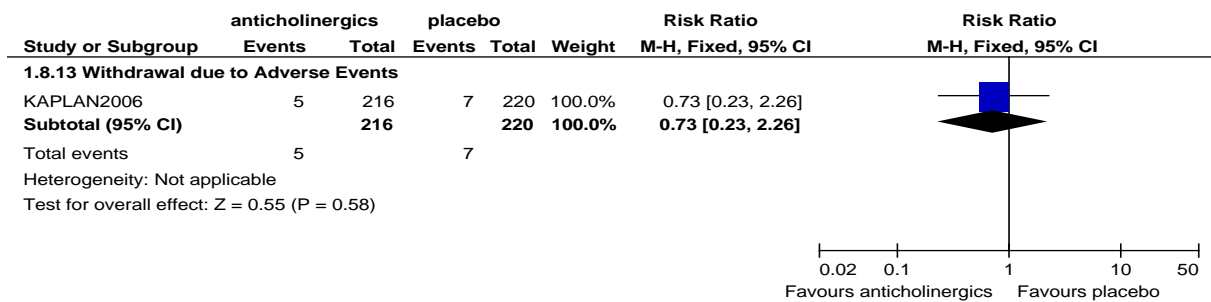 anticholinergics placebo Risk Ratio Risk Ratio
Study or Subgroup Events Total Events Total Weight M-H, Fixed, 95% CI M-H, Fixed, 95% CI
1.8.13 Withdrawal due to Adverse Events
KAPLAN2006 5 216 7 220 100.0% 0.73 [0.23, 2.26]
Subtotal (95% CI) 216 220 100.0% 0.73 [0.23, 2.26]
Total events 5 7
Heterogeneity: Not applicable
Test for overall effect: Z = 0.55 (P = 0.58)
0.02 0.1 1 10 50
Favours anticholinergics Favours placebo